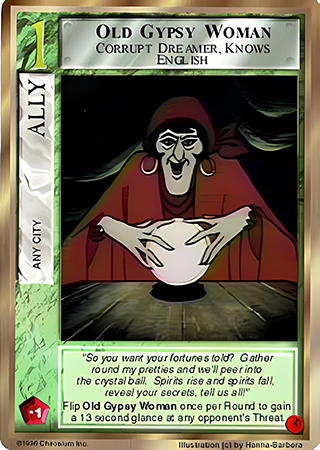 1
OLD GYPSY WOMAN
CORRUPT DREAMER, KNOWS
ENGLISH
ALLY
ANY CITY
"So you want your fortunes told?  Gather
round my pretties and we'll peer into
the crystal ball.  Spirits rise and spirits fall,
reveal your secrets, tell us all!"
Flip Old Gypsy Woman once per Round to gain
a 13 second glance at any opponent's Threat.
-1
©1996 Chaosium Inc.
Illustration (c) by Hanna-Barbera